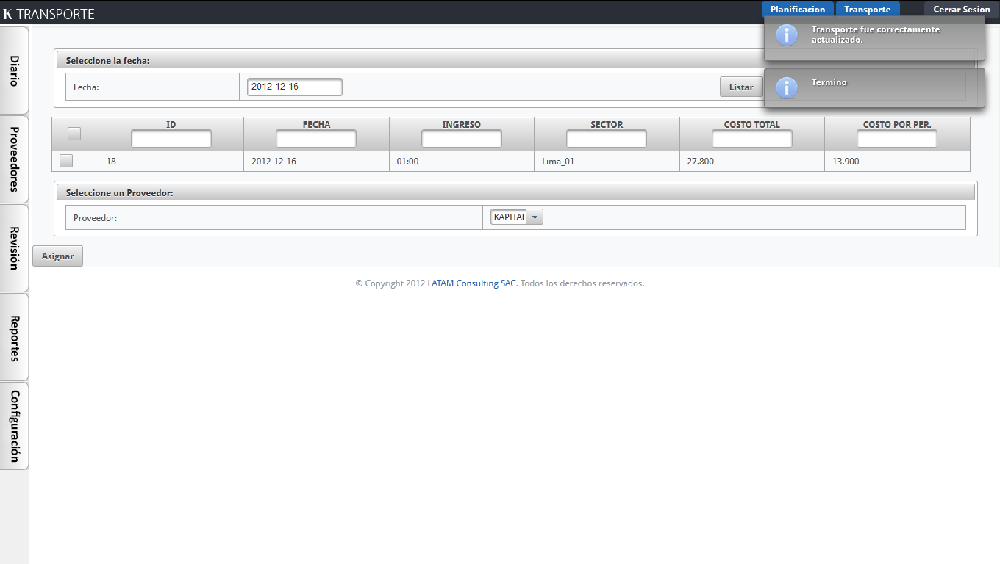 K-TRANSPORTE
Planificacion
Transporte
Cerrar Sesion
Transporte fue correctamente
actualizado.
Termino
Diario
Proveedores
Revisión
Reportes
Configuración
Seleccione la fecha:
Fecha:
2012-12-16
Listar
ID
FECHA
INGRESO
SECTOR
COSTO TOTAL
COSTO POR PER.
18
2012-12-16
01:00
Lima_01
27.800
13.900
Seleccione un Proveedor:
Proveedor:
KAPITAL
Asignar
© Copyright 2012 LATAM Consulting SAC. Todos los derechos reservados.